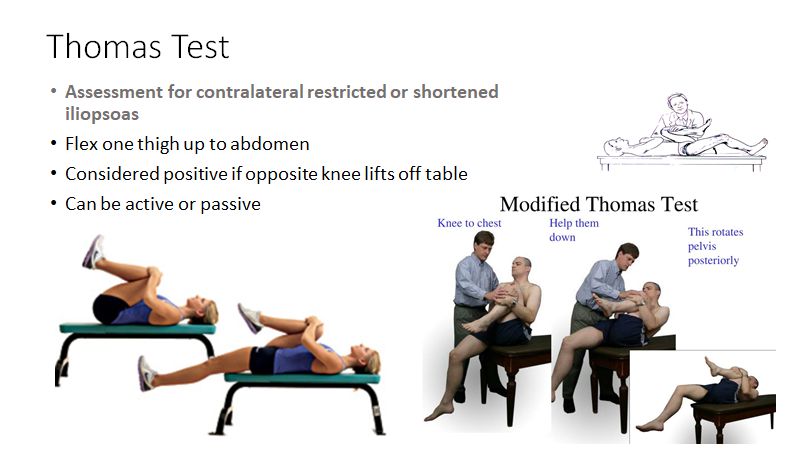 Thomas Test
• Assessment for contralateral restricted or shortened
iliopsoas
• Flex one thigh up to abdomen
• Considered positive if opposite knee lifts off table
• Can be active or passive
Modified Thomas Test
Knee to chest
Help them
down
This rotates
pelvis
posteriorly